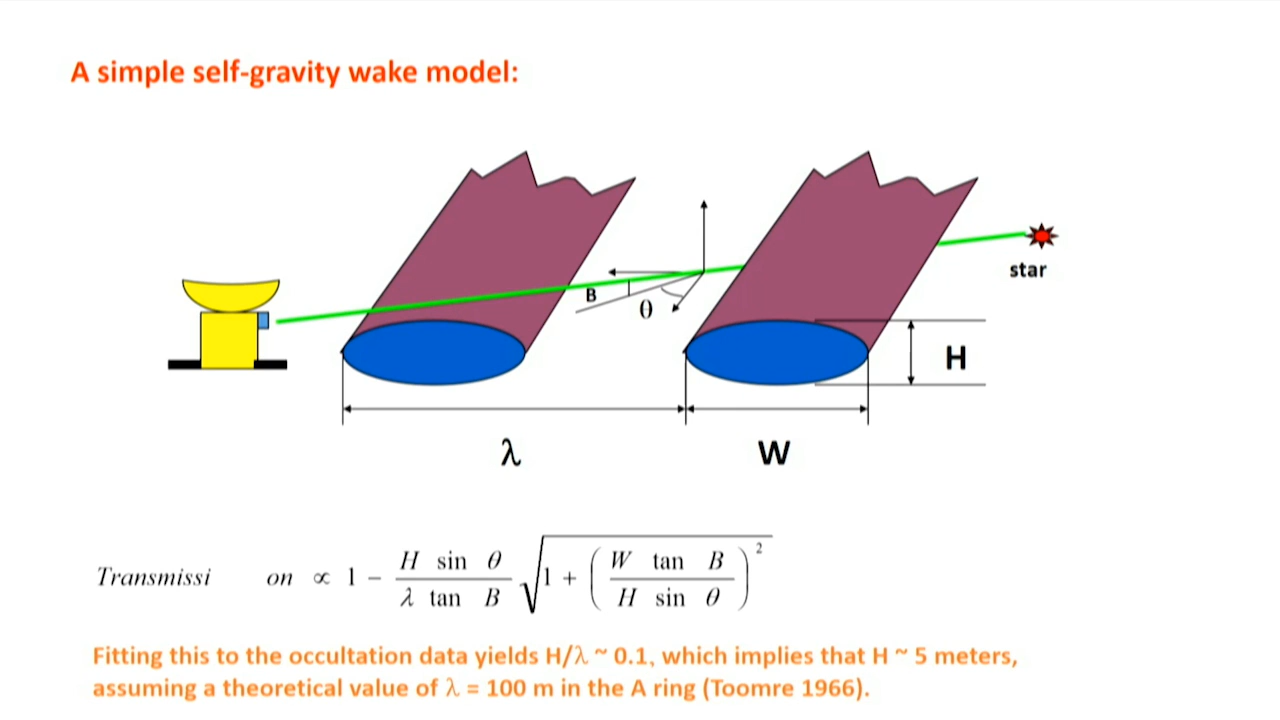 A simple self-gravity wake model:
star
B
θ
H
λ
W
Transmissi on ∝ 1 − (H sin θ / λ tan B) √(1 + (W tan B / H sin θ)²)
Fitting this to the occultation data yields H/λ ~ 0.1, which implies that H ~ 5 meters,
assuming a theoretical value of λ = 100 m in the A ring (Toomre 1966).